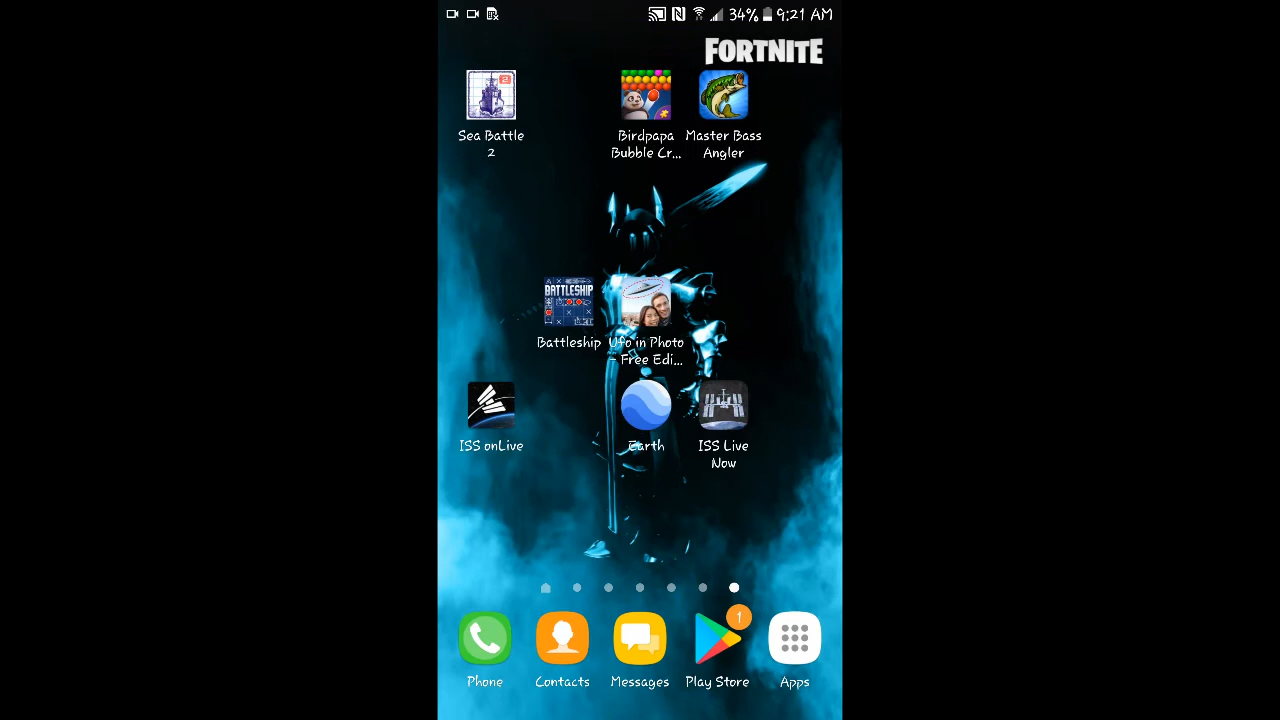 34% 9:21 AM
FORTNITE
Sea Battle
2
Birdpapa
Bubble Cr...
Master Bass
Angler
BATTLESHIP
Battleship
Ufo in Photo
- Free Edi...
ISS onLive
Earth
ISS Live
Now
1
Phone
Contacts
Messages
Play Store
Apps